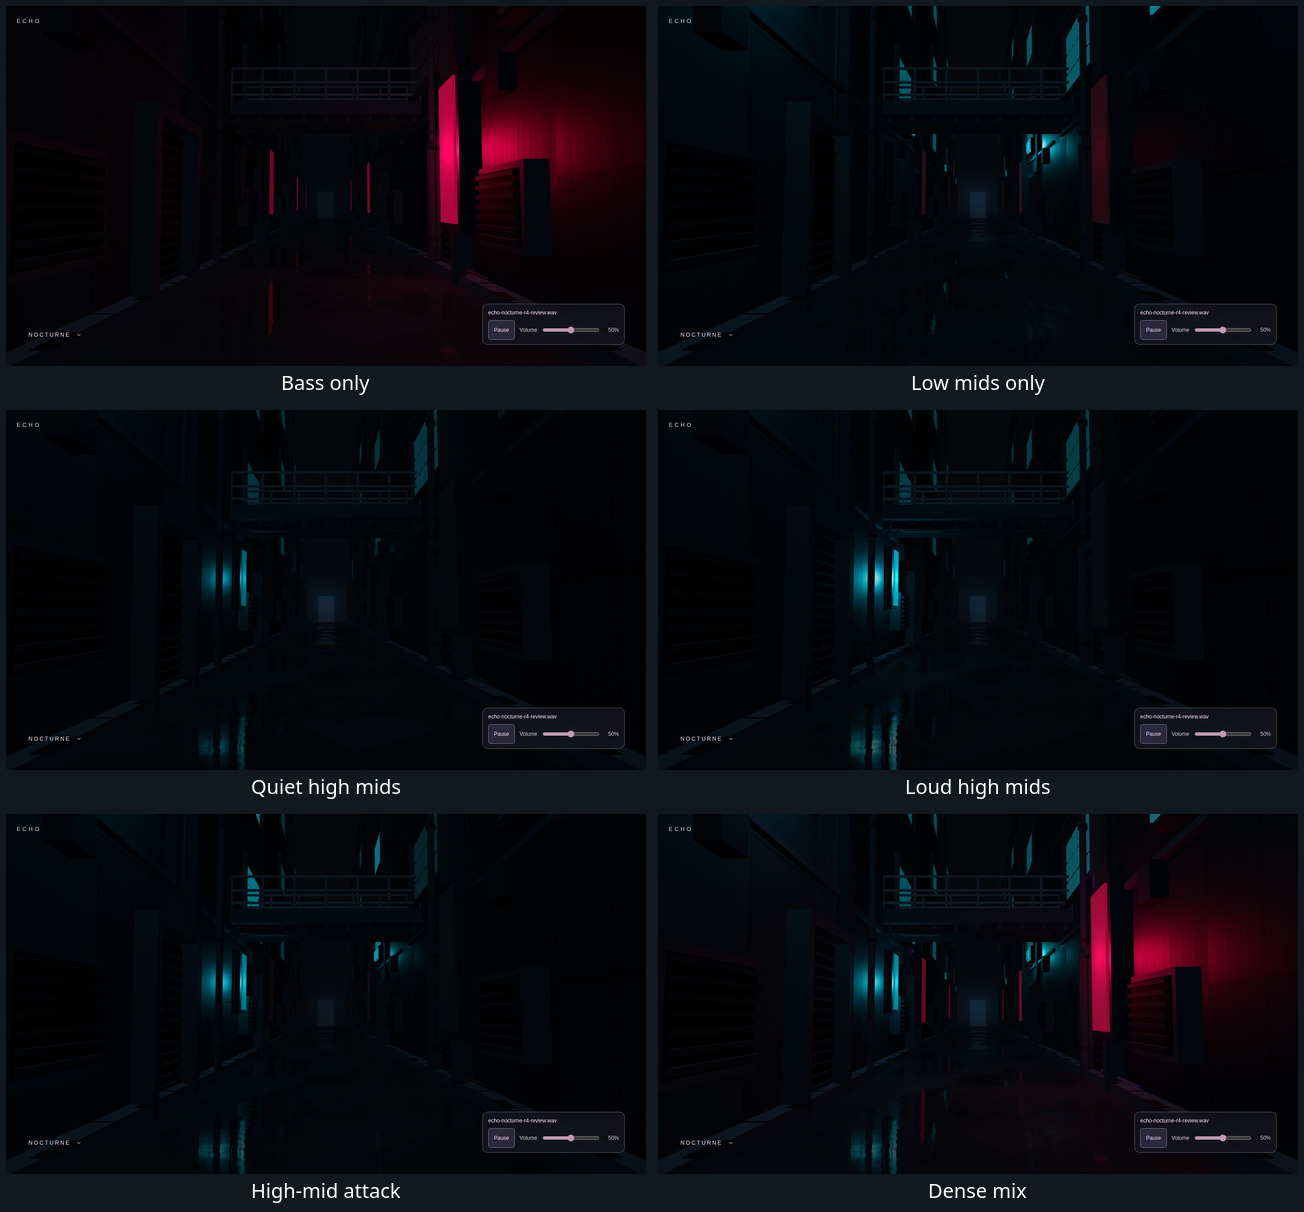 ECHO
NOCTURNE
echo-nocturne-r4-review.wav
Pause Volume 50%
Bass only
ECHO
NOCTURNE
echo-nocturne-r4-review.wav
Pause Volume 50%
Low mids only
ECHO
NOCTURNE
echo-nocturne-r4-review.wav
Pause Volume 50%
Quiet high mids
ECHO
NOCTURNE
echo-nocturne-r4-review.wav
Pause Volume 50%
Loud high mids
ECHO
NOCTURNE
echo-nocturne-r4-review.wav
Pause Volume 50%
High-mid attack
ECHO
NOCTURNE
echo-nocturne-r4-review.wav
Pause Volume 50%
Dense mix